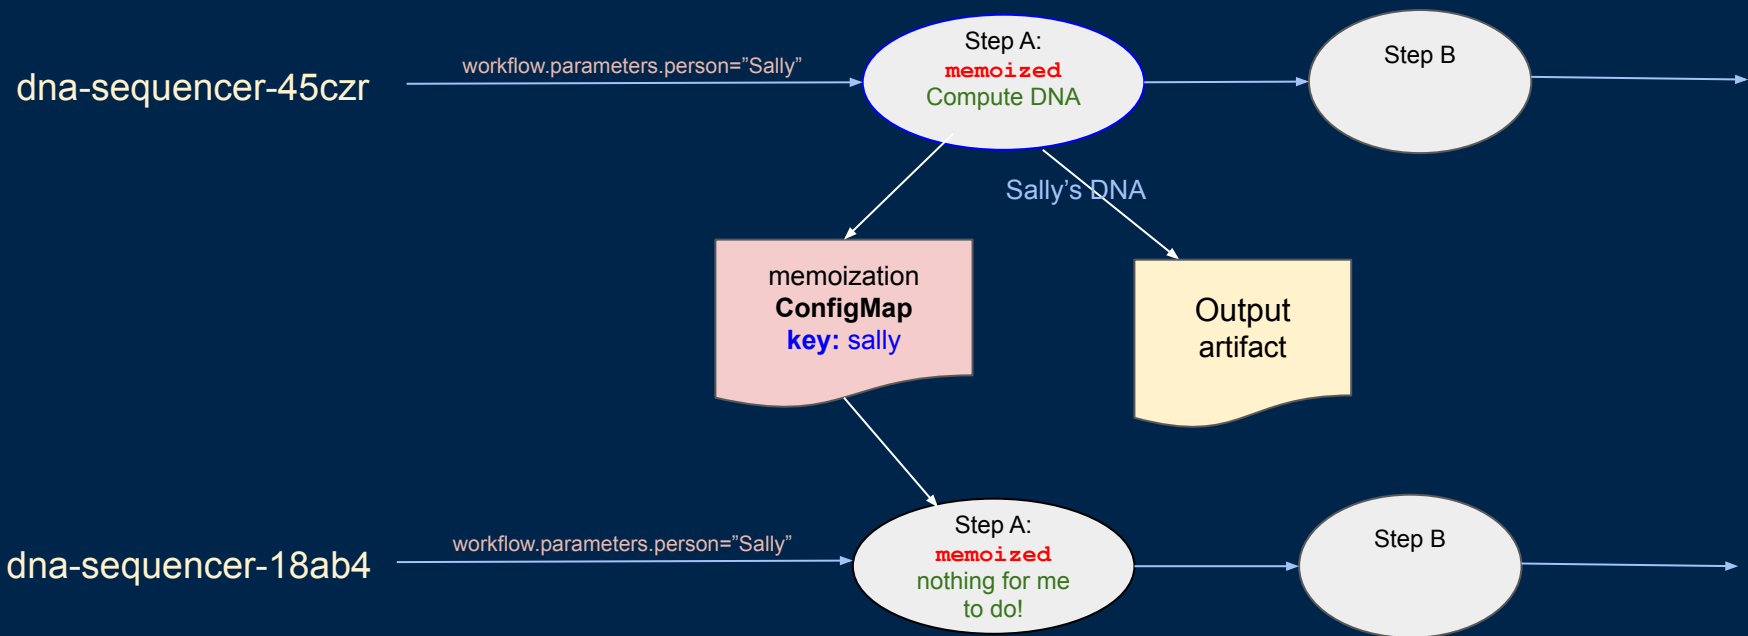 dna-sequencer-45czr
workflow.parameters.person=”Sally”
Step A:
memoized
Compute DNA
Step B
Sally’s DNA
memoization
ConfigMap
key: sally
Output
artifact
dna-sequencer-18ab4
workflow.parameters.person=”Sally”
Step A:
memoized
nothing for me
to do!
Step B